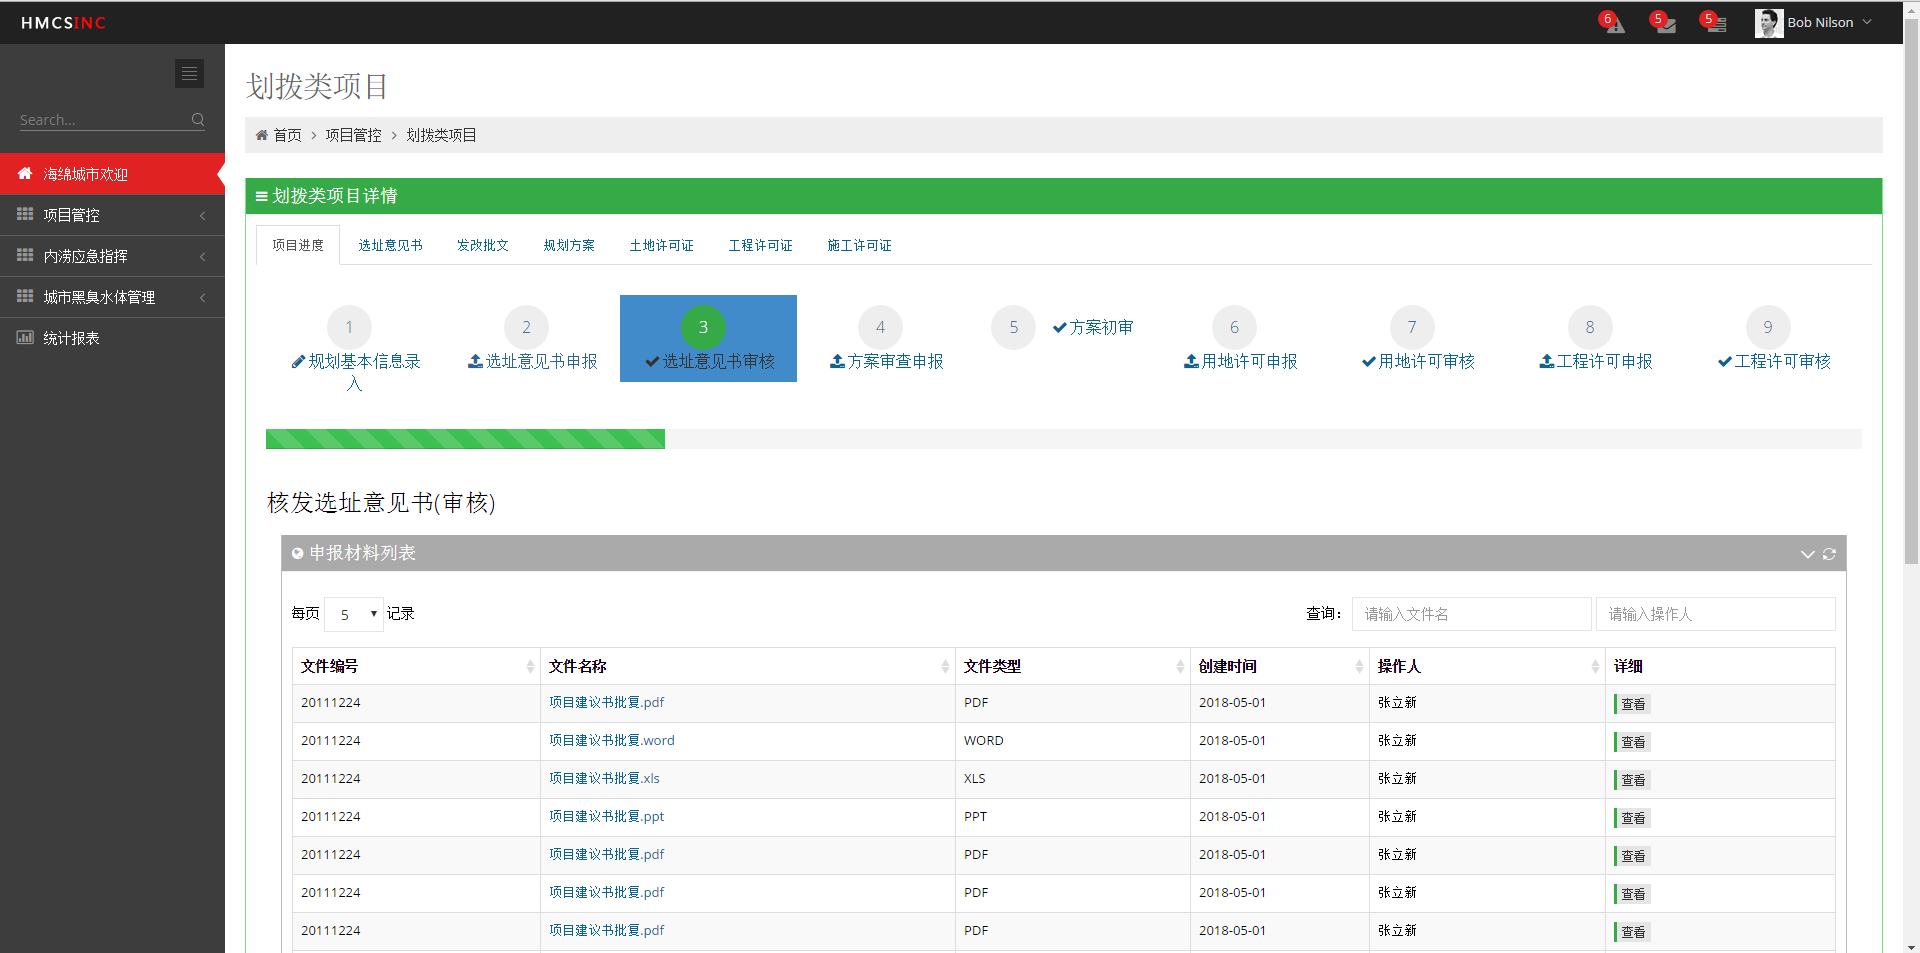 HMCSINC
6
5
5
Bob Nilson
Search...
海绵城市欢迎
项目管控
内涝应急指挥
城市黑臭水体管理
统计报表
划拨类项目
首页 > 项目管控 > 划拨类项目
划拨类项目详情
项目进度 选址意见书 发改批文 规划方案 土地许可证 工程许可证 施工许可证
1 规划基本信息录
入
2 选址意见书申报
3 选址意见书审核
4 方案审查申报
5 方案初审
6 用地许可申报
7 用地许可审核
8 工程许可申报
9 工程许可审核
核发选址意见书(审核)
申报材料列表
每页 5 记录 查询： 请输入文件名 请输入操作人
文件编号 文件名称 文件类型 创建时间 操作人 详细
20111224 项目建议书批复.pdf PDF 2018-05-01 张立新 查看
20111224 项目建议书批复.word WORD 2018-05-01 张立新 查看
20111224 项目建议书批复.xls XLS 2018-05-01 张立新 查看
20111224 项目建议书批复.ppt PPT 2018-05-01 张立新 查看
20111224 项目建议书批复.pdf PDF 2018-05-01 张立新 查看
20111224 项目建议书批复.pdf PDF 2018-05-01 张立新 查看
20111224 项目建议书批复.pdf PDF 2018-05-01 张立新 查看